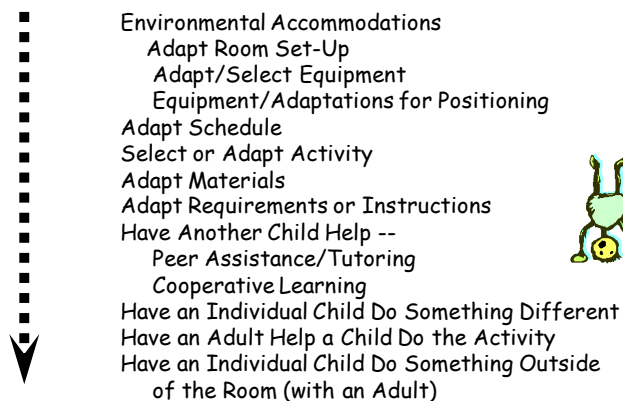 Environmental Accommodations
Adapt Room Set-Up
Adapt/Select Equipment
Equipment/Adaptations for Positioning
Adapt Schedule
Select or Adapt Activity
Adapt Materials
Adapt Requirements or Instructions
Have Another Child Help --
Peer Assistance/Tutoring
Cooperative Learning
Have an Individual Child Do Something Different
Have an Adult Help a Child Do the Activity
Have an Individual Child Do Something Outside
of the Room (with an Adult)